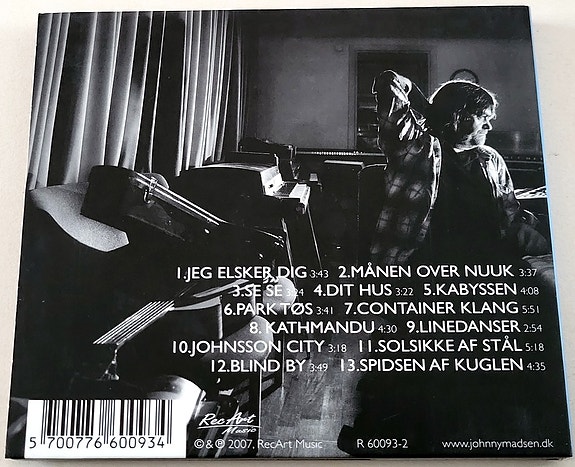 1.JEG ELSKER DIG 3:43 2.MÅNEN OVER NUUK 3:37
3.SE SE 3:24 4.DIT HUS 3:22 5.KABYSSEN 4:08
6.PARK TØS 3:41 7.CONTAINER KLANG 5:51
8. KATHMANDU 4:30 9.LINEDANSER 2:54
10.JOHNSSON CITY 3:18 11.SOLSIKKE AF STÅL 5:18
12.BLIND BY 3:49 13.SPIDSEN AF KUGLEN 4:35
RecArt
Music
5 700776 600934
© & ℗ 2007, RecArt Music R 60093-2 www.johnnymadsen.dk